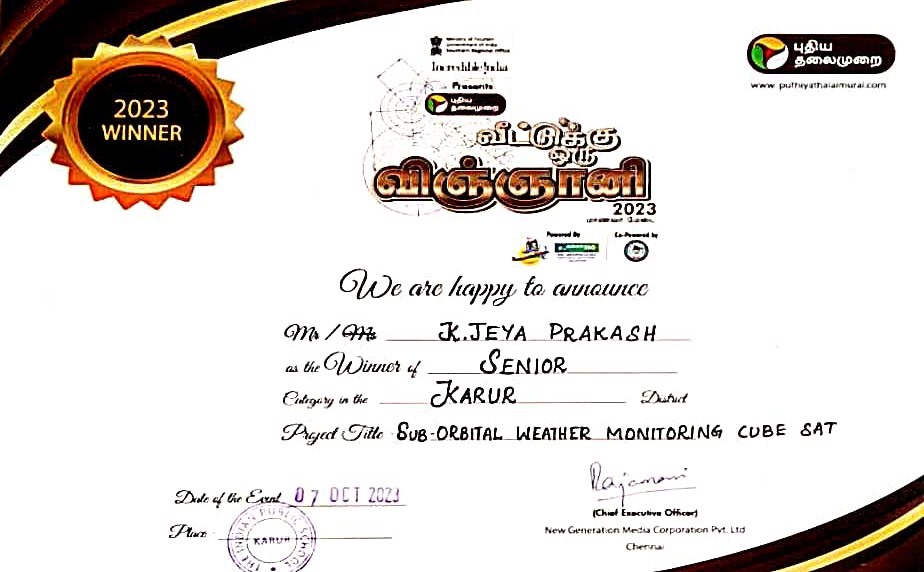 2023
WINNER
Ministry of Tourism
Government of India
Southern Regional Office
Incredible India
Presents
புதிய
தலைமுறை
புதிய
தலைமுறை
www.puthiyathalaimurai.com
வீட்டுக்கு
ஒரு
விஞ்ஞானி
2023
Powered By
Co-Powered by
We are happy to announce
Mr / Ms K.JEYA PRAKASH
as the Winner of SENIOR
Category in the KARUR District
Project Title SUB-ORBITAL WEATHER MONITORING CUBE SAT
Date of the Event 07 OCT 2023
Place
THE INDIAN PUBLIC SCHOOL
KARUR
Rajamani
(Chief Executive Officer)
New Generation Media Corporation Pvt. Ltd
Chennai